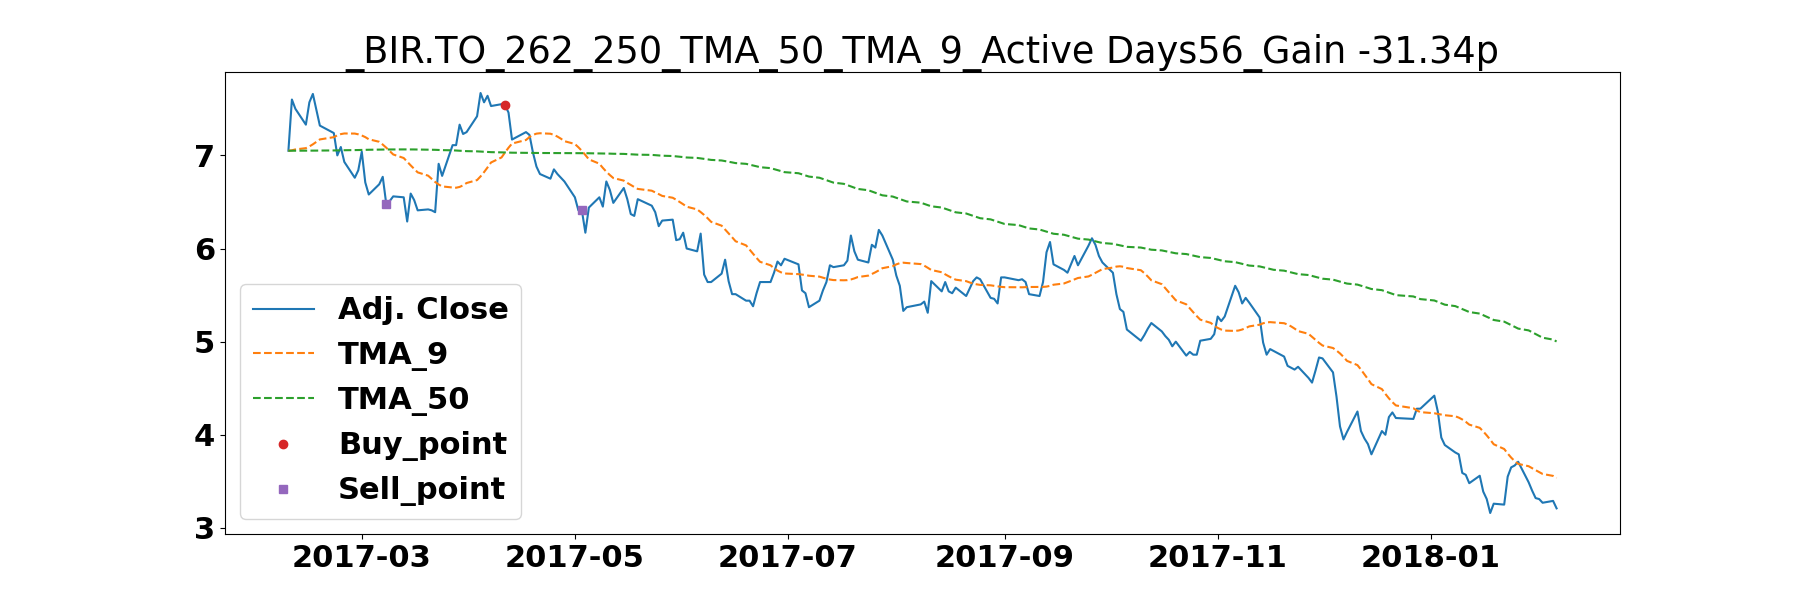 _BIR.TO_262_250_TMA_50_TMA_9_Active Days56_Gain -31.34p
7
6
5
4
3
Adj. Close
TMA_9
TMA_50
Buy_point
Sell_point
2017-03 2017-05 2017-07 2017-09 2017-11 2018-01